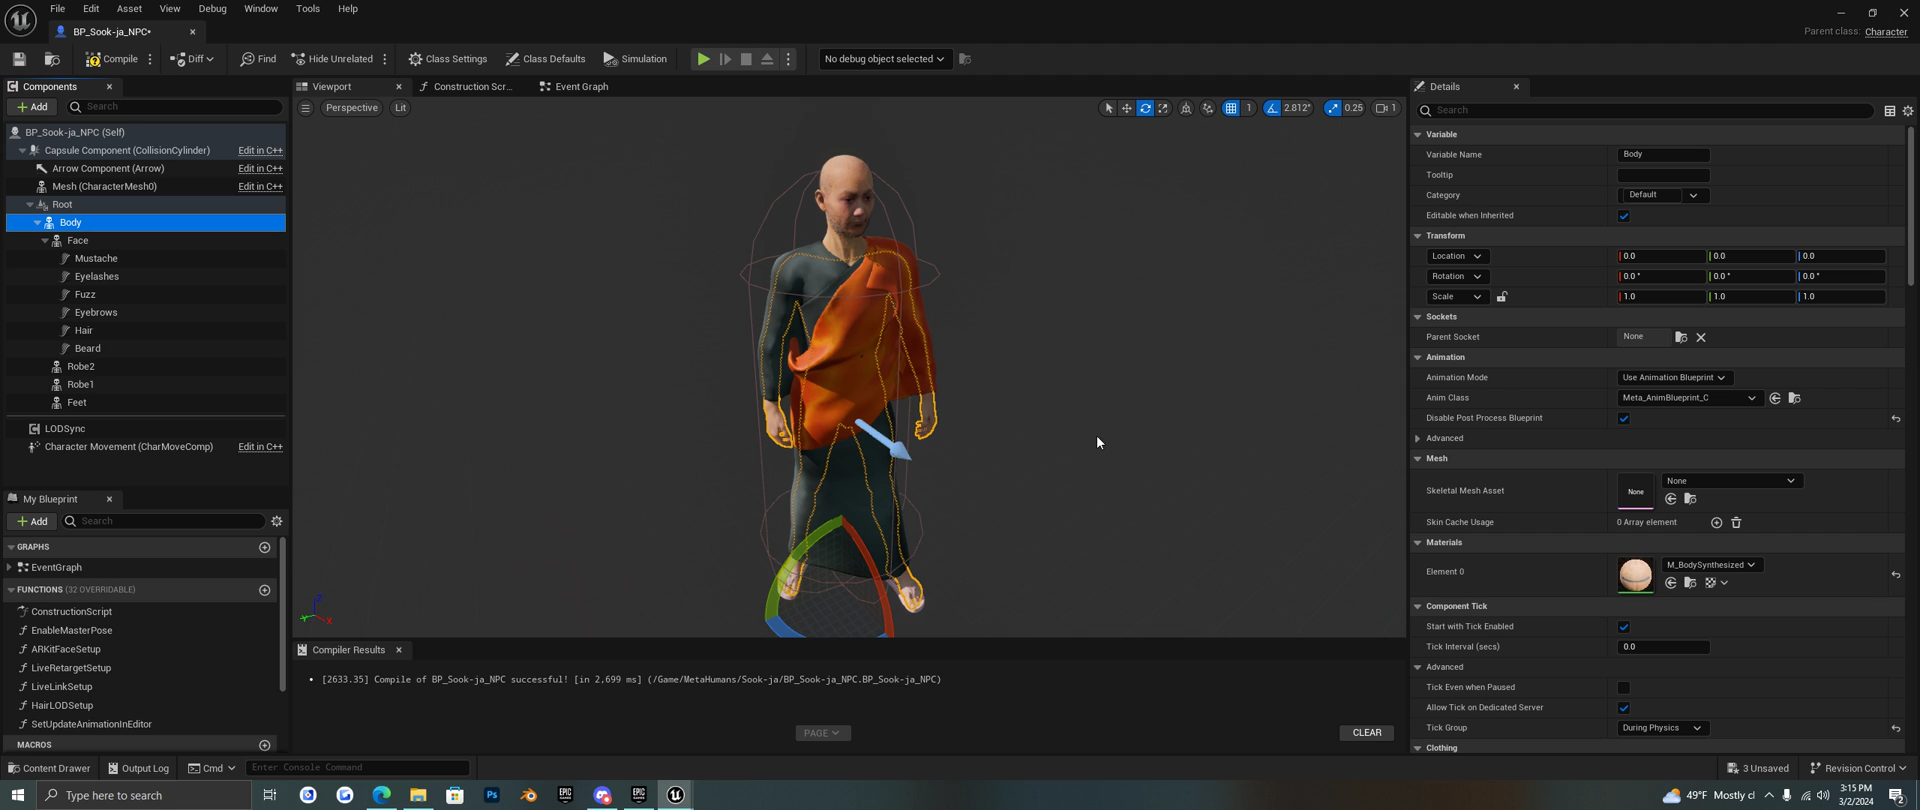 File Edit Asset View Debug Window Tools Help
BP_Sook-ja_NPC•
Parent class: Character
Compile Diff Find Hide Unrelated Class Settings Class Defaults Simulation No debug object selected
Components
Add Search
BP_Sook-ja_NPC (Self)
Capsule Component (CollisionCylinder) Edit in C++
Arrow Component (Arrow) Edit in C++
Mesh (CharacterMesh0) Edit in C++
Root
Body
Face
Mustache
Eyelashes
Fuzz
Eyebrows
Hair
Beard
Robe2
Robe1
Feet
LODSync
Character Movement (CharMoveComp) Edit in C++
My Blueprint
Add Search
GRAPHS
EventGraph
FUNCTIONS (32 OVERRIDABLE)
ConstructionScript
EnableMasterPose
ARKitFaceSetup
LiveRetargetSetup
LiveLinkSetup
HairLODSetup
SetUpdateAnimationInEditor
MACROS
Viewport Construction Scr... Event Graph
Perspective Lit 1 2.812° 0.25 1
Compiler Results
[2633.35] Compile of BP_Sook-ja_NPC successful! [in 2,699 ms] (/Game/MetaHumans/Sook-ja/BP_Sook-ja_NPC.BP_Sook-ja_NPC)
PAGE CLEAR
Details
Search
Variable
Variable Name Body
Tooltip
Category Default
Editable when Inherited
Transform
Location 0.0 0.0 0.0
Rotation 0.0° 0.0° 0.0°
Scale 1.0 1.0 1.0
Sockets
Parent Socket None
Animation
Animation Mode Use Animation Blueprint
Anim Class Meta_AnimBlueprint_C
Disable Post Process Blueprint
Advanced
Mesh
Skeletal Mesh Asset None None
Skin Cache Usage 0 Array element
Materials
Element 0 M_BodySynthesized
Component Tick
Start with Tick Enabled
Tick Interval (secs) 0.0
Advanced
Tick Even when Paused
Allow Tick on Dedicated Server
Tick Group During Physics
Clothing
Content Drawer Output Log Cmd Enter Console Command 3 Unsaved Revision Control
Type here to search 49°F Mostly cl 3:15 PM
3/2/2024